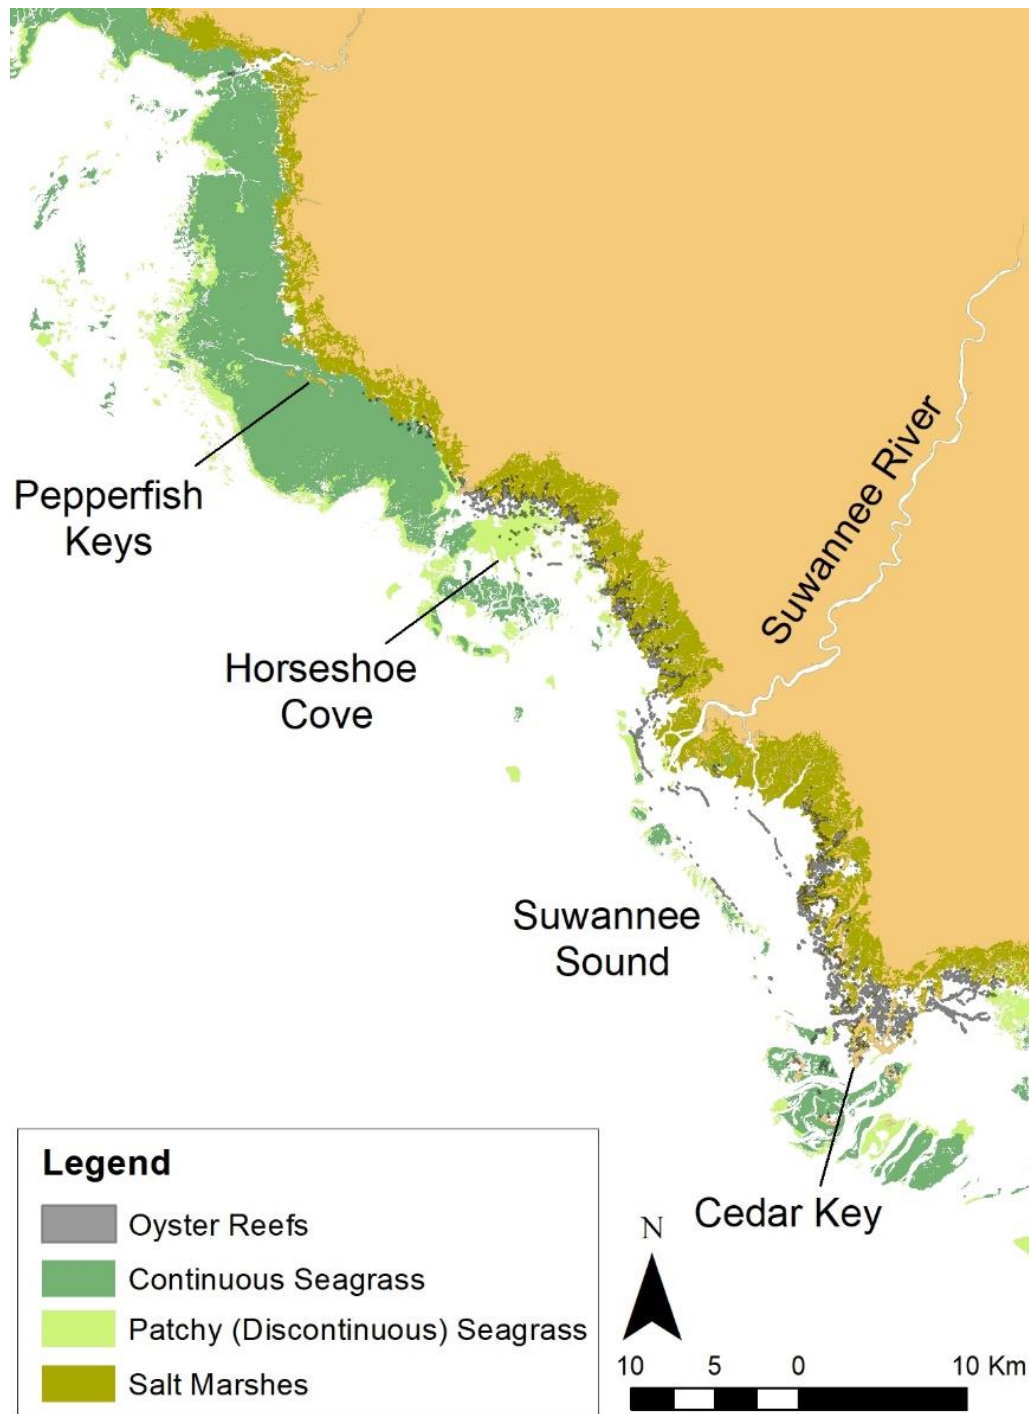 Pepperfish
Keys
Horseshoe
Cove
Suwannee River
Suwannee
Sound
Cedar Key
Legend
Oyster Reefs
Continuous Seagrass
Patchy (Discontinuous) Seagrass
Salt Marshes
N
10 5 0 10 Km